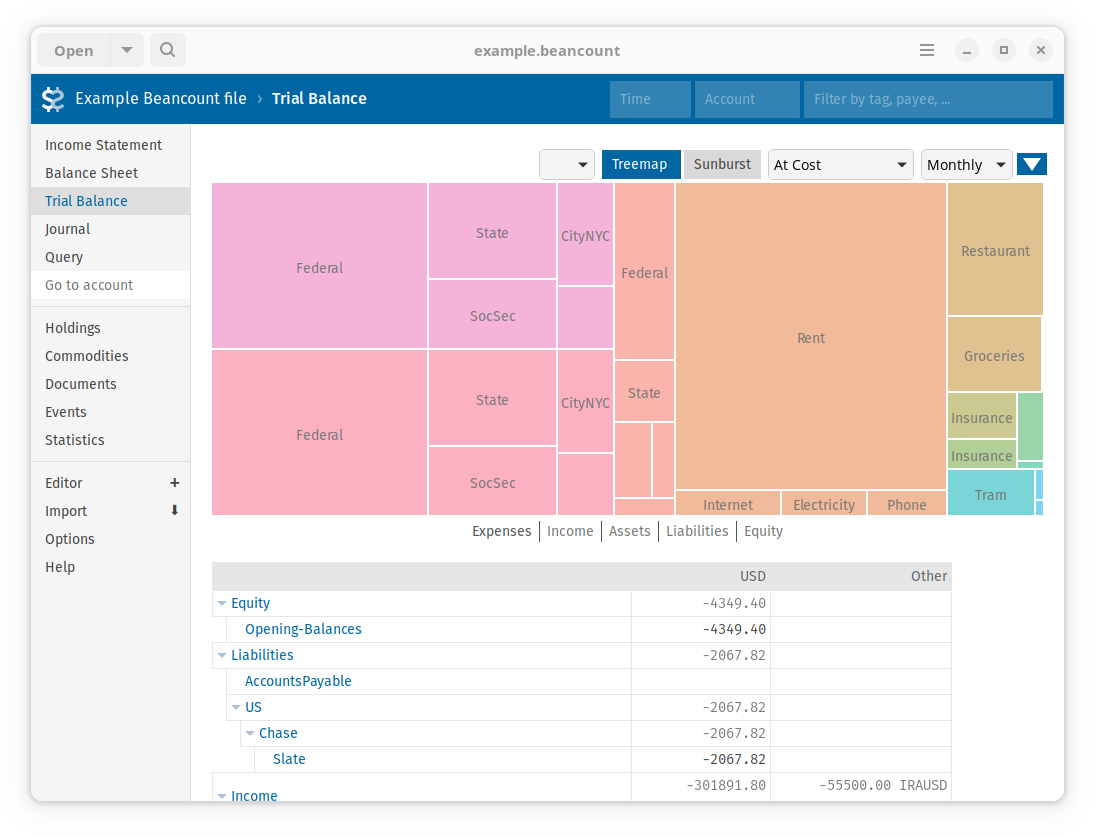 Open
example.beancount
Example Beancount file › Trial Balance
Time
Account
Filter by tag, payee, ...
Income Statement
Balance Sheet
Trial Balance
Journal
Query
Go to account
Holdings
Commodities
Documents
Events
Statistics
Editor +
Import
Options
Help
Treemap
Sunburst
At Cost
Monthly
Federal
State
CityNYC
SocSec
Federal
State
CityNYC
SocSec
Federal
State
Rent
Internet
Electricity
Phone
Restaurant
Groceries
Insurance
Insurance
Tram
Expenses Income Assets Liabilities Equity
USD Other
Equity -4349.40
Opening-Balances -4349.40
Liabilities -2067.82
AccountsPayable
US -2067.82
Chase -2067.82
Slate -2067.82
Income -301891.80 -55500.00 IRAUSD